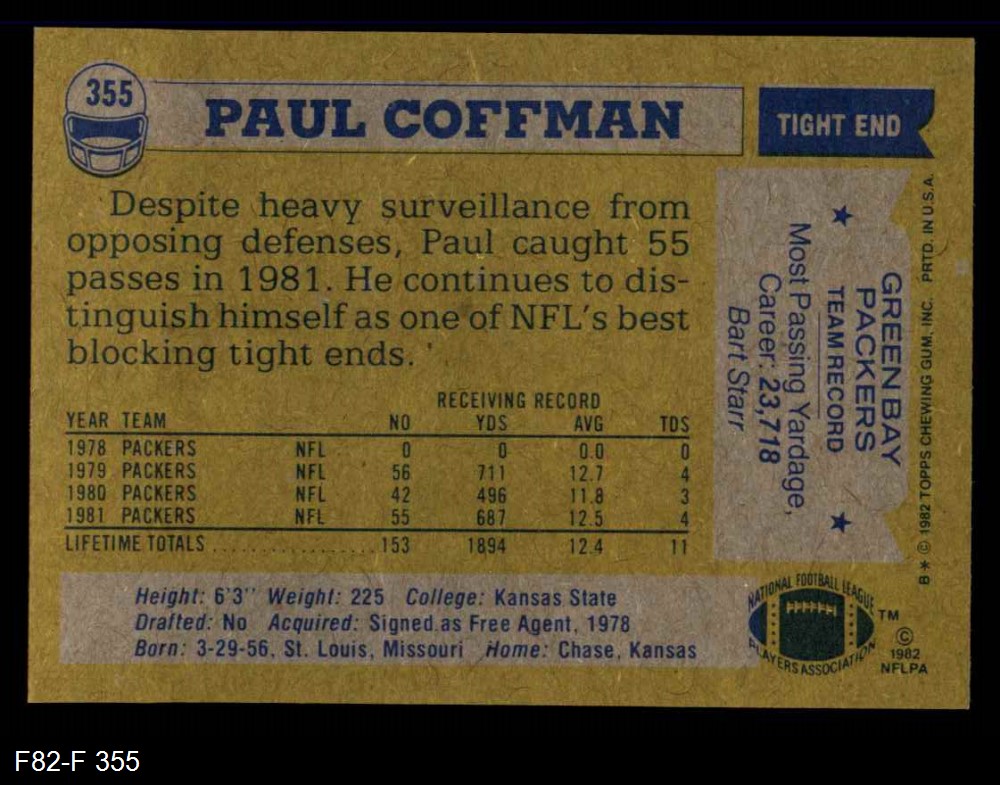 355
PAUL COFFMAN
TIGHT END
Despite heavy surveillance from
opposing defenses, Paul caught 55
passes in 1981. He continues to dis-
tinguish himself as one of NFL's best
blocking tight ends.
RECEIVING RECORD
YEAR TEAM NO YDS AVG TDS
1978 PACKERS NFL 0 0 0.0 0
1979 PACKERS NFL 56 711 12.7 4
1980 PACKERS NFL 42 496 11.8 3
1981 PACKERS NFL 55 687 12.5 4
LIFETIME TOTALS ................ 153 1894 12.4 11
Height: 6'3" Weight: 225 College: Kansas State
Drafted: No Acquired: Signed as Free Agent, 1978
Born: 3-29-56, St. Louis, Missouri Home: Chase, Kansas
GREEN BAY
PACKERS
★ TEAM RECORD ★
Most Passing Yardage,
Career: 23,718
Bart Starr
B* © 1982 TOPPS CHEWING GUM, INC. PRTD. IN U.S.A.
NATIONAL FOOTBALL LEAGUE
PLAYERS ASSOCIATION
TM
©
1982
NFLPA
F82-F 355